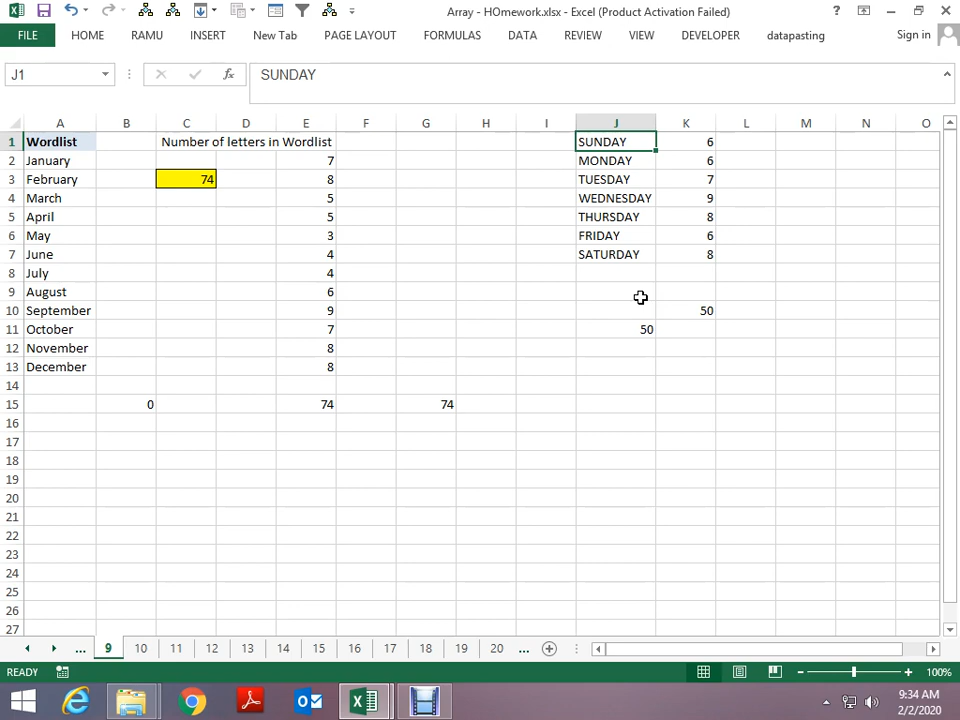 Array - HOmework.xlsx - Excel (Product Activation Failed)
FILE HOME RAMU INSERT New Tab PAGE LAYOUT FORMULAS DATA REVIEW VIEW DEVELOPER datapasting Sign in
J1 fx SUNDAY
A B C D E F G H I J K L M N O
1 Wordlist Number of letters in Wordlist SUNDAY 6
2 January 7 MONDAY 6
3 February 74 8 TUESDAY 7
4 March 5 WEDNESDAY 9
5 April 5 THURSDAY 8
6 May 3 FRIDAY 6
7 June 4 SATURDAY 8
8 July 4
9 August 6
10 September 9 50
11 October 7 50
12 November 8
13 December 8
14
15 0 74 74
16
17
18
19
20
21
22
23
24
25
26
27
... 9 10 11 12 13 14 15 16 17 18 19 20 ...
READY 100%
9:34 AM
2/2/2020